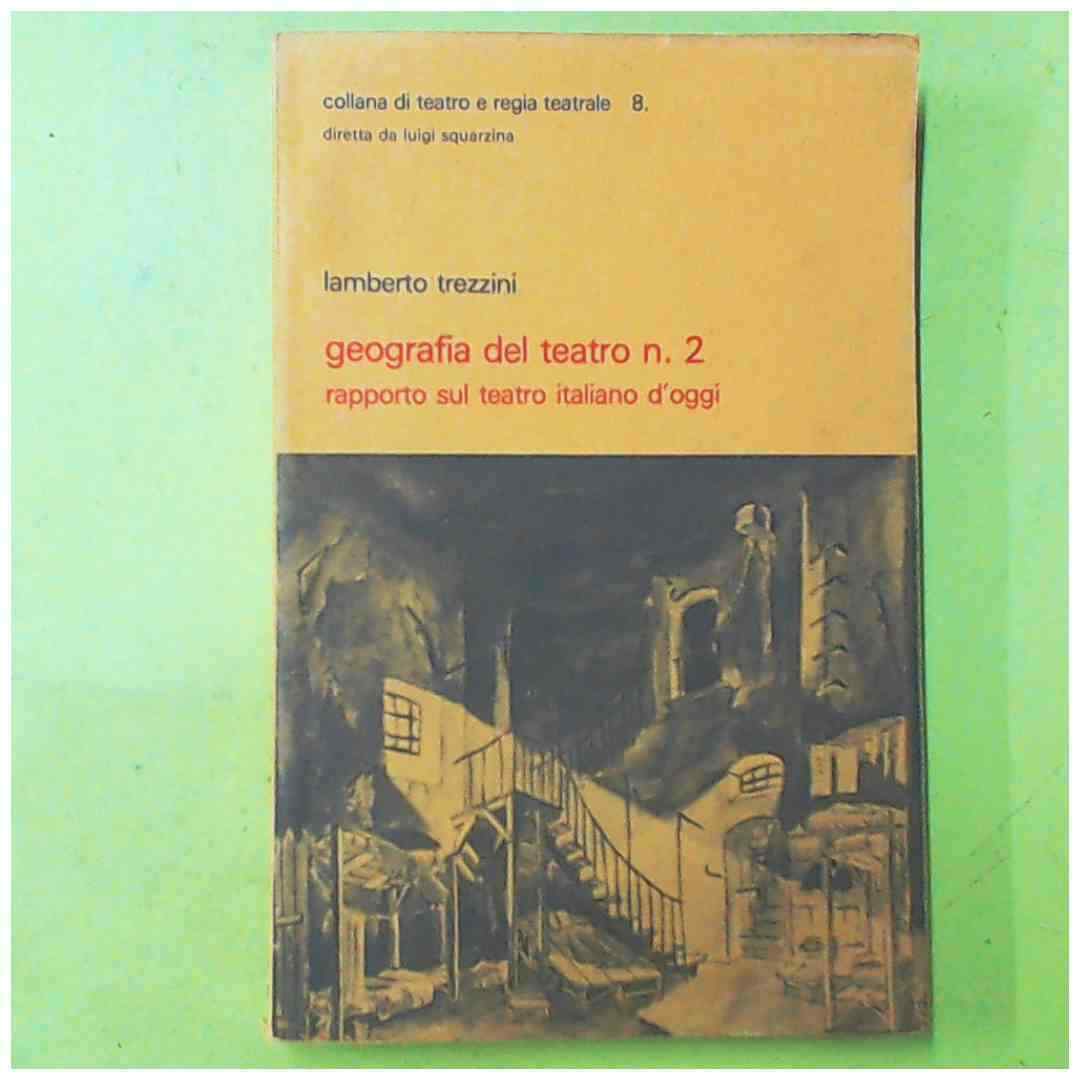 collana di teatro e regia teatrale 8.
diretta da luigi squarzina
lamberto trezzini
geografia del teatro n. 2
rapporto sul teatro italiano d'oggi